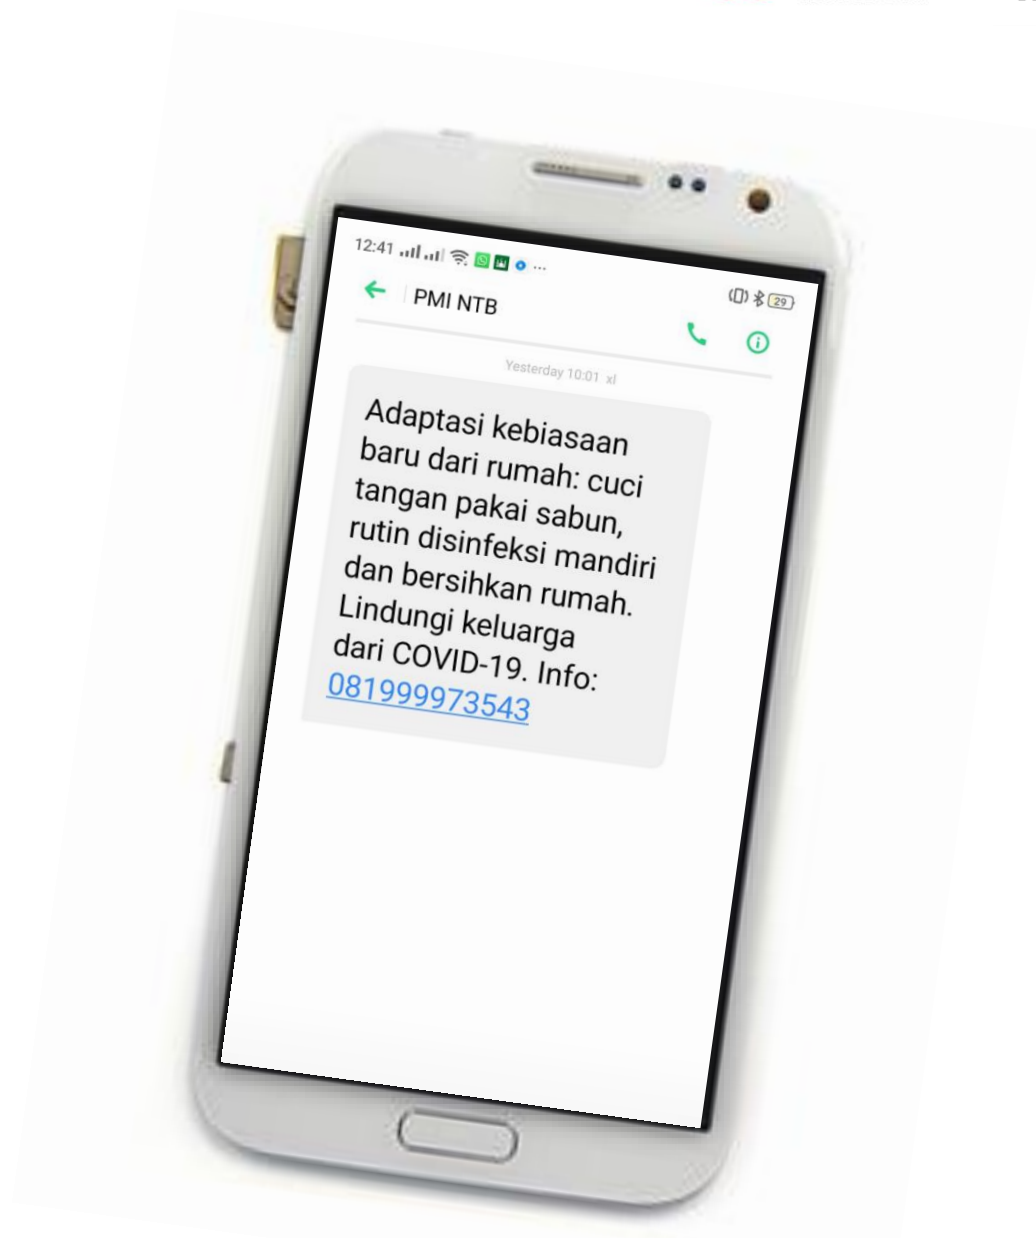 12:41
29
PMI NTB
Yesterday 10:01 xl
Adaptasi kebiasaan
baru dari rumah: cuci
tangan pakai sabun,
rutin disinfeksi mandiri
dan bersihkan rumah.
Lindungi keluarga
dari COVID-19. Info:
081999973543